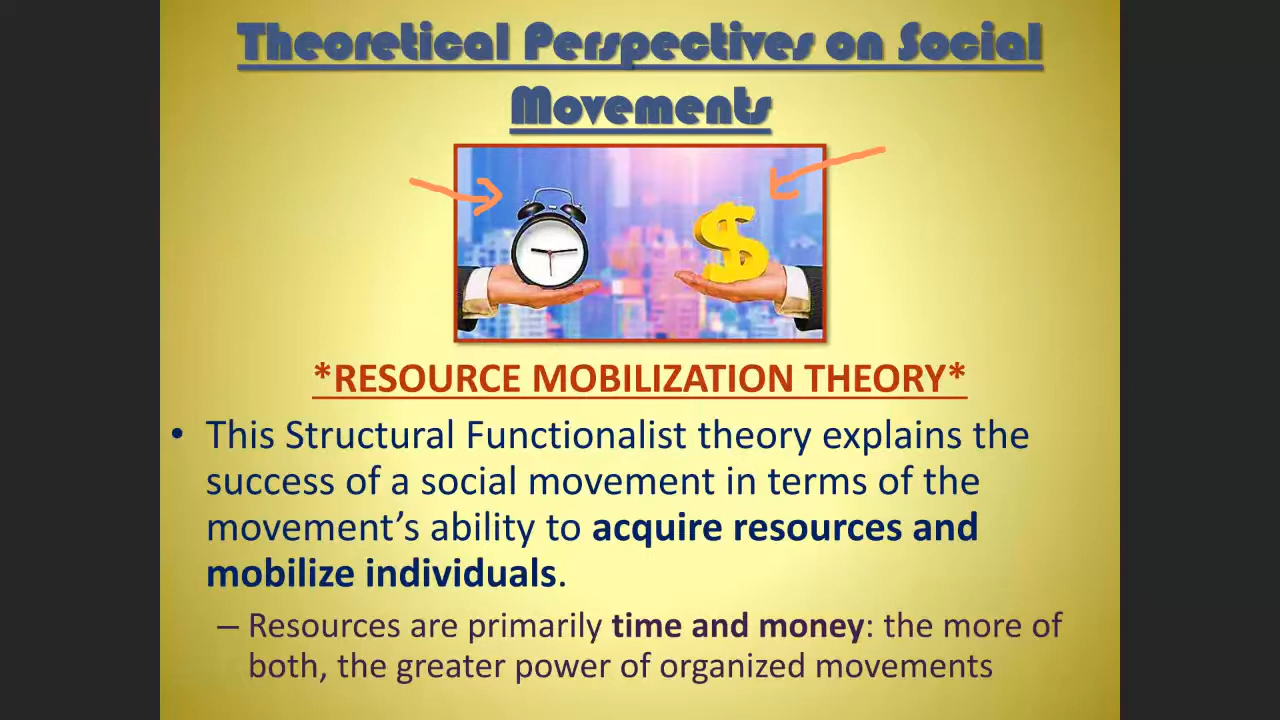 Theoretical Perspectives on Social
Movements
*RESOURCE MOBILIZATION THEORY*
• This Structural Functionalist theory explains the
success of a social movement in terms of the
movement’s ability to acquire resources and
mobilize individuals.
– Resources are primarily time and money: the more of
both, the greater power of organized movements